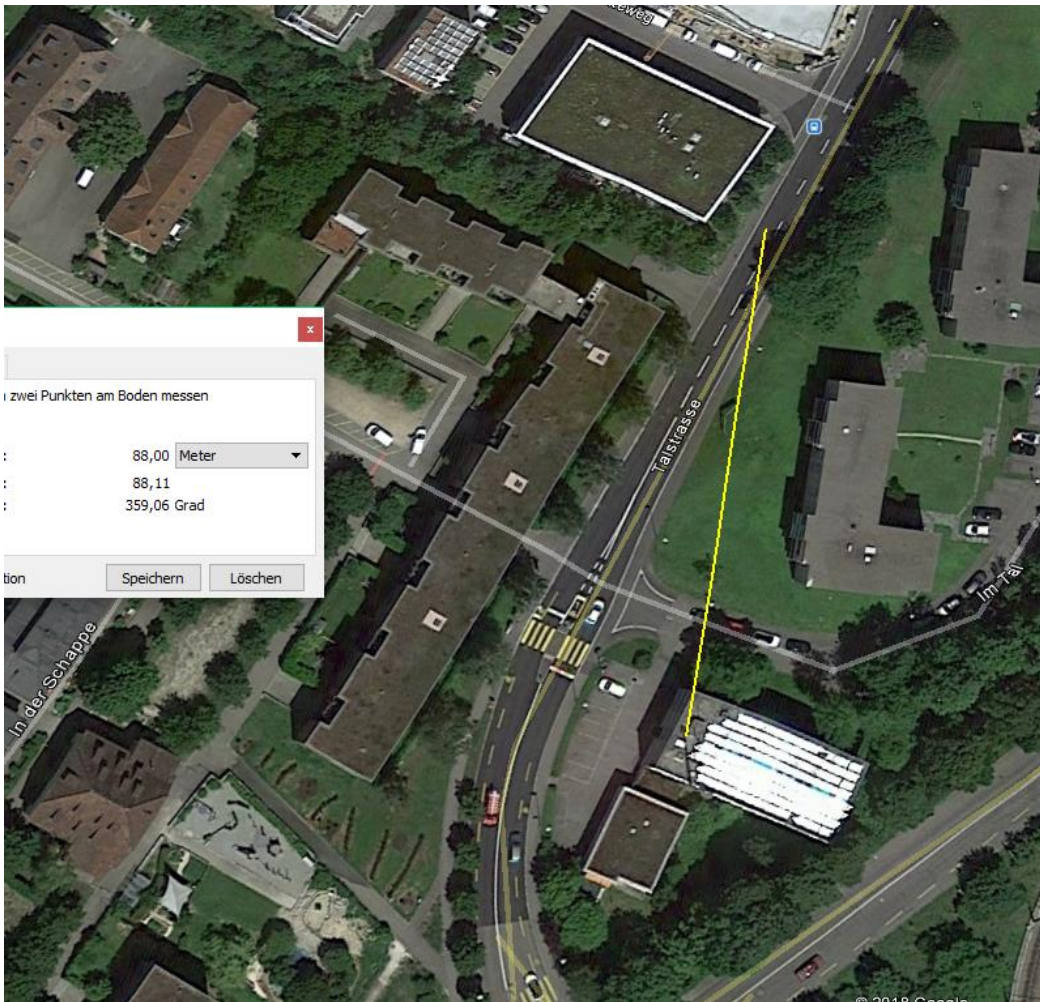 keweg
x
n zwei Punkten am Boden messen
: 88,00 Meter
: 88,11
: 359,06 Grad
tion Speichern Löschen
Talstrasse
Im Tal
In der Schappe
© 2018 Google